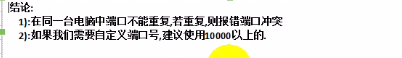 结论:
1):在同一台电脑中端口不能重复,若重复,则报错端口冲突
2):如果我们需要自定义端口号,建议使用10000以上的.